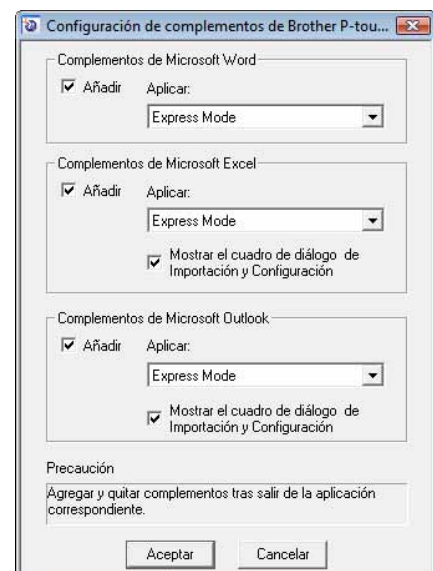 Configuración de complementos de Brother P-tou...
Complementos de Microsoft Word
Añadir Aplicar:
Express Mode
Complementos de Microsoft Excel
Añadir Aplicar:
Express Mode
Mostrar el cuadro de diálogo de
Importación y Configuración
Complementos de Microsoft Outlook
Añadir Aplicar:
Express Mode
Mostrar el cuadro de diálogo de
Importación y Configuración
Precaución
Agregar y quitar complementos tras salir de la aplicación
correspondiente.
Aceptar Cancelar